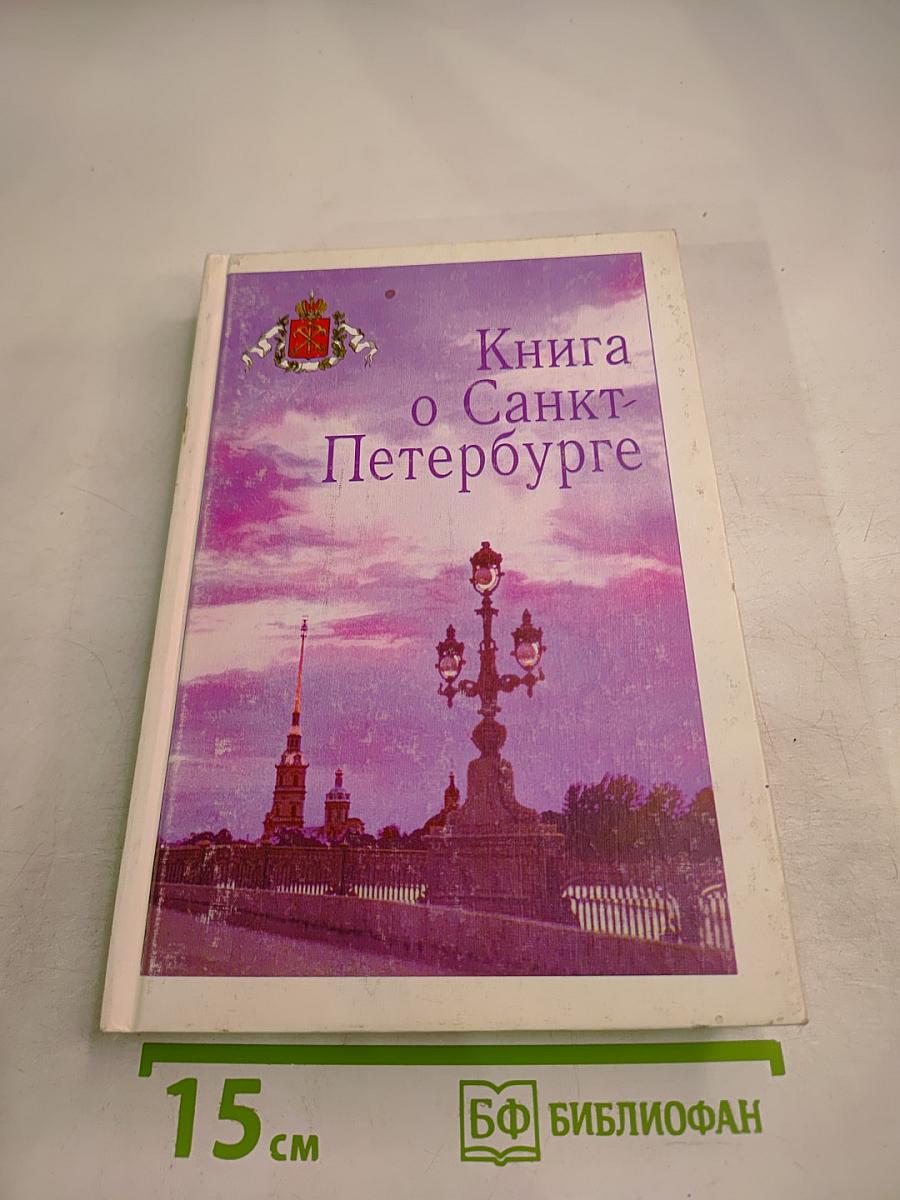 Книга
о Санкт-
Петербурге
15 см
БФ БИБЛИОФАН